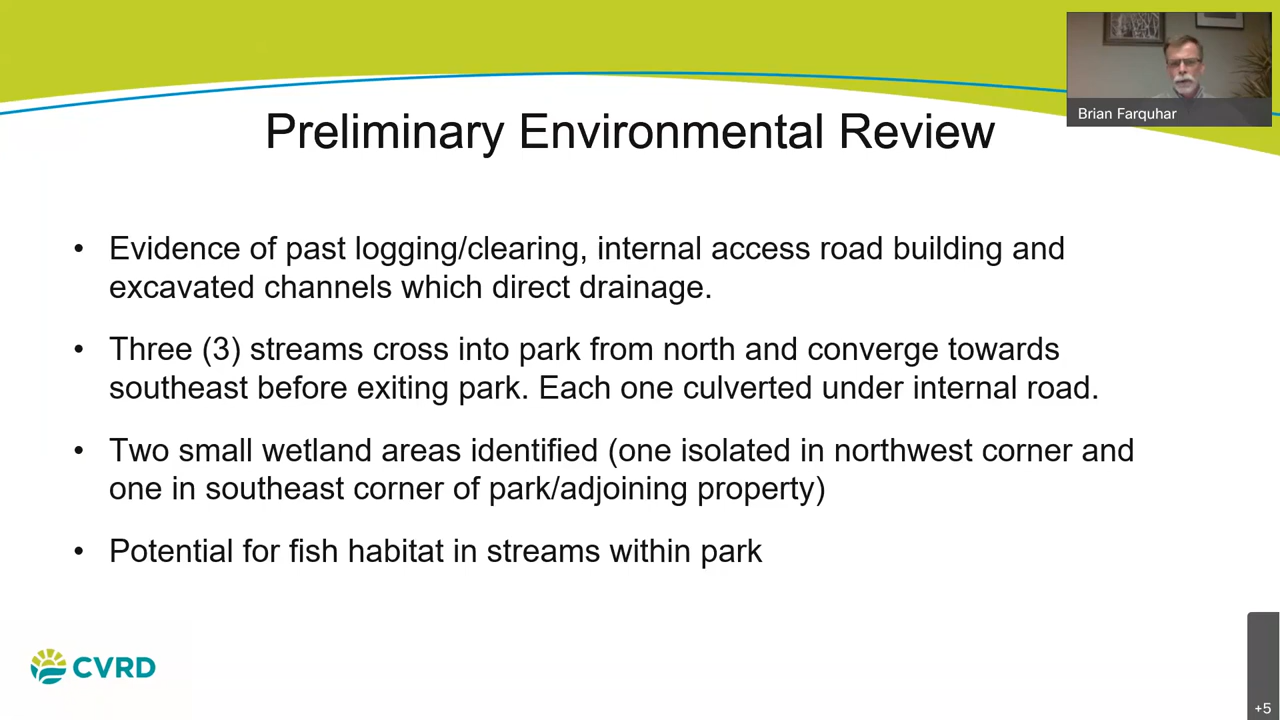 Brian Farquhar
Preliminary Environmental Review
• Evidence of past logging/clearing, internal access road building and
excavated channels which direct drainage.
• Three (3) streams cross into park from north and converge towards
southeast before exiting park. Each one culverted under internal road.
• Two small wetland areas identified (one isolated in northwest corner and
one in southeast corner of park/adjoining property)
• Potential for fish habitat in streams within park
CVRD
+5